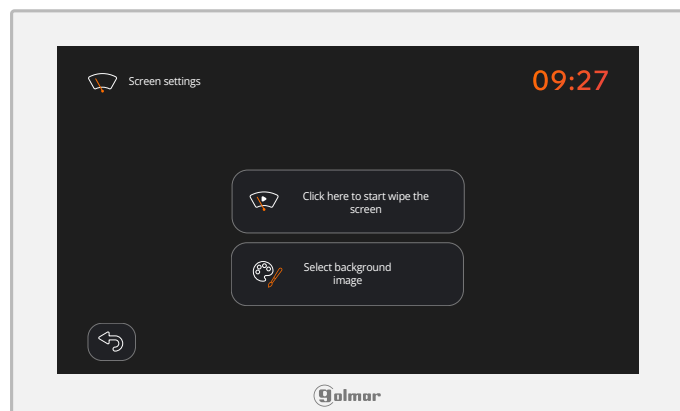 Screen settings
09:27
Click here to start wipe the
screen
Select background
image
golmar